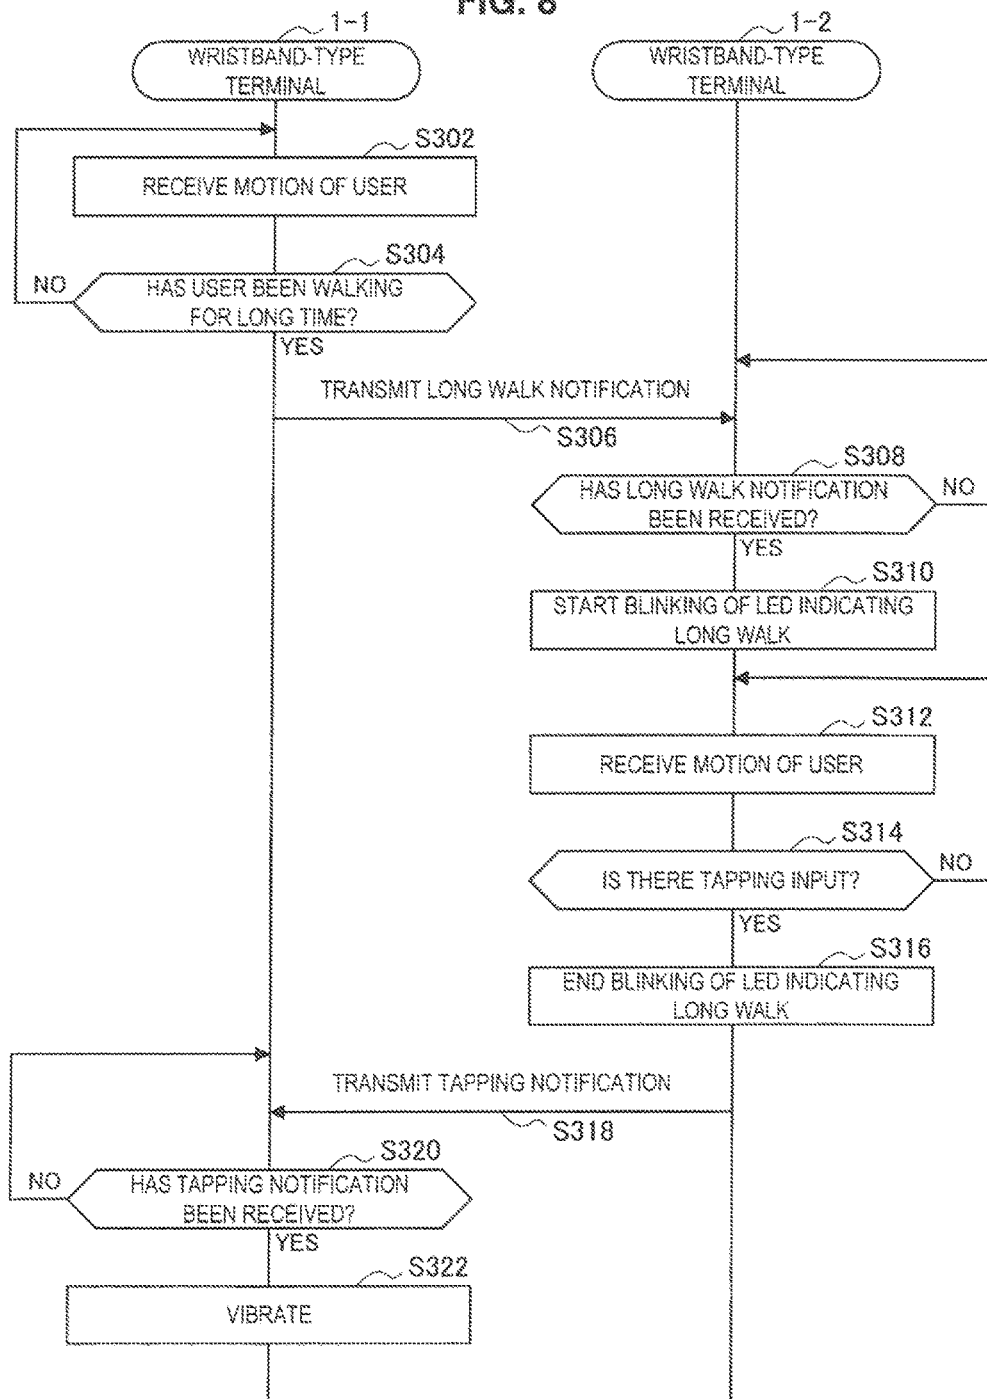 FIG. 8
1-1
WRISTBAND-TYPE
TERMINAL
1-2
WRISTBAND-TYPE
TERMINAL
S302
RECEIVE MOTION OF USER
S304
NO
HAS USER BEEN WALKING
FOR LONG TIME?
YES
TRANSMIT LONG WALK NOTIFICATION
S306
S308
HAS LONG WALK NOTIFICATION
BEEN RECEIVED?
NO
YES
S310
START BLINKING OF LED INDICATING
LONG WALK
S312
RECEIVE MOTION OF USER
S314
IS THERE TAPPING INPUT?
NO
YES
S316
END BLINKING OF LED INDICATING
LONG WALK
TRANSMIT TAPPING NOTIFICATION
S318
S320
NO
HAS TAPPING NOTIFICATION
BEEN RECEIVED?
YES
S322
VIBRATE